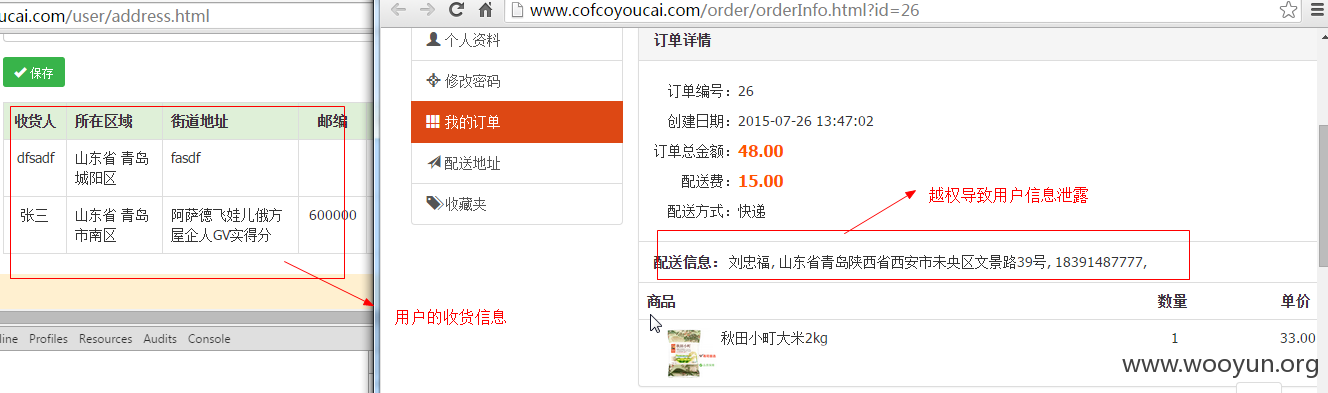 oucai.com/user/address.html
保存
收货人 所在区域 街道地址 邮编
dfsadf 山东省 青岛 fasdf
城阳区
张三 山东省 青岛 阿萨德飞娃儿俄方 600000
市南区 屋企人GV实得分
Profiles Resources Audits Console
用户的收货信息
www.cofcoyoucai.com/order/orderInfo.html?id=26
个人资料
修改密码
我的订单
配送地址
收藏夹
订单详情
订单编号：26
创建日期：2015-07-26 13:47:02
订单总金额：48.00
配送费：15.00
配送方式：快递
越权导致用户信息泄露
配送信息：刘忠福,山东省青岛陕西省西安市未央区文景路39号,18391487777,
商品 数量 单价
秋田小町大米2kg 1 33.00
www.wooyun.org